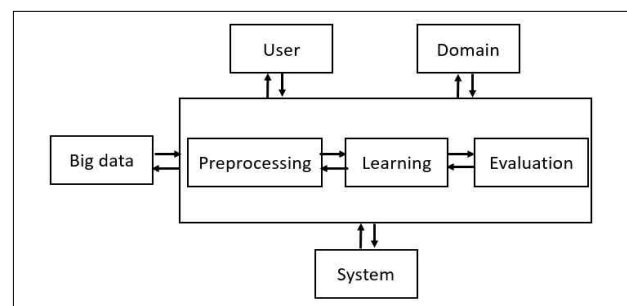 User
Domain
Big data
Preprocessing
Learning
Evaluation
System